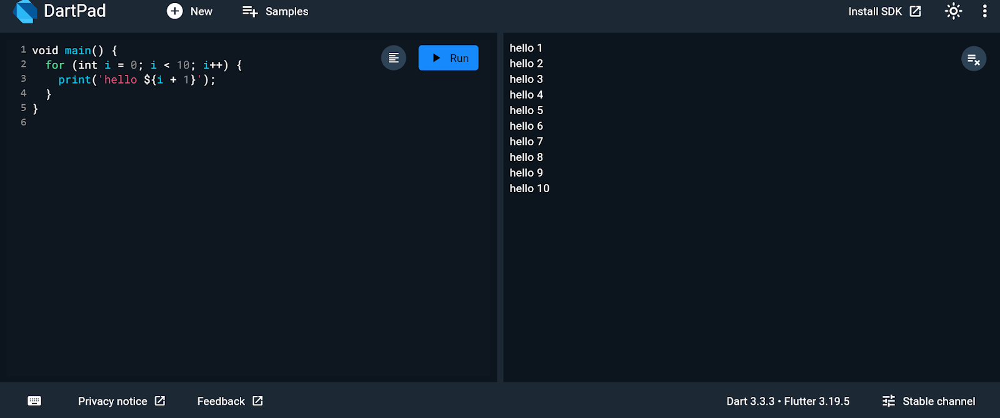 DartPad
New
Samples
Install SDK
1 void main() {
2   for (int i = 0; i < 10; i++) {
3     print('hello ${i + 1}');
4   }
5 }
6
Run
hello 1
hello 2
hello 3
hello 4
hello 5
hello 6
hello 7
hello 8
hello 9
hello 10
Privacy notice
Feedback
Dart 3.3.3 • Flutter 3.19.5
Stable channel